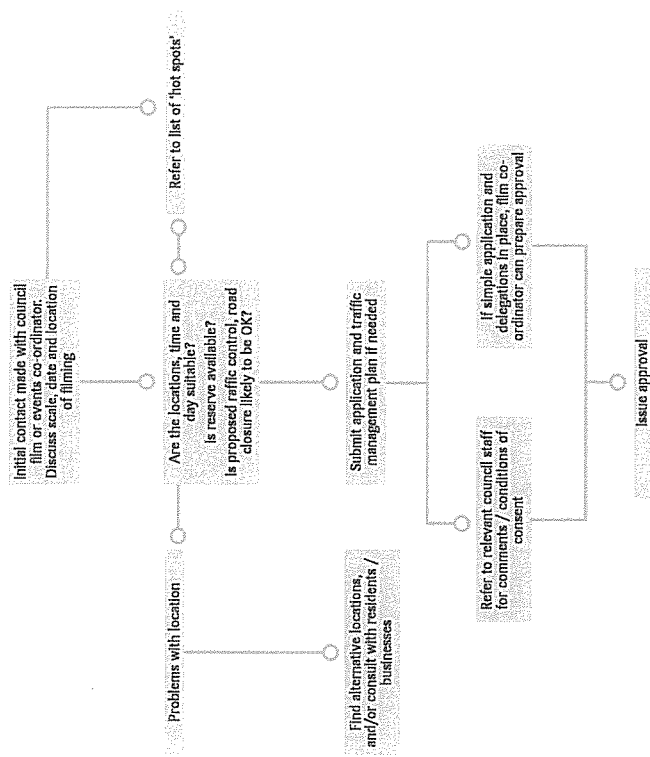 Initial contact made with council
film or events co-ordinator.
Discuss scale, date and location
of filming
Refer to list of 'hot spots'
Problems with location
Are the locations, time and
day suitable?
Is reserve available?
Is proposed raffic control, road
closure likely to be OK?
Find alternative locations,
and/or consult with residents /
businesses
Submit application and traffic
management plan if needed
Refer to relevant council staff
for comments / conditions of
consent
If simple application and
delegations in place, film co-
ordinator can prepare approval
Issue approval